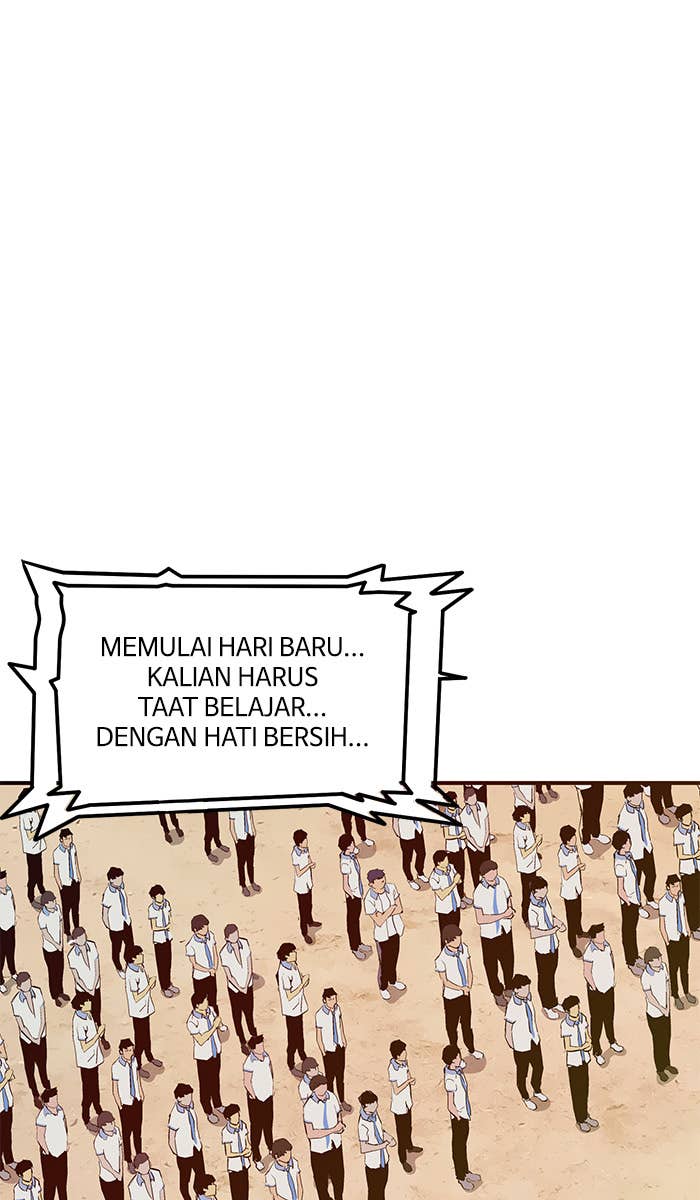 MEMULAI HARI BARU...
KALIAN HARUS
TAAT BELAJAR...
DENGAN HATI BERSIH...